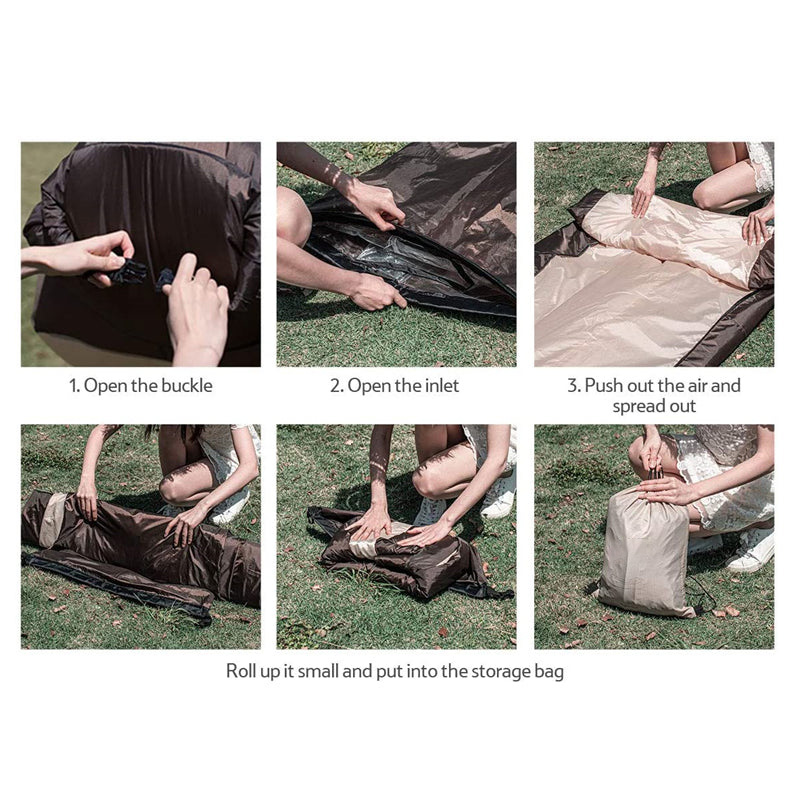 1. Open the buckle
2. Open the inlet
3. Push out the air and
spread out
Roll up it small and put into the storage bag